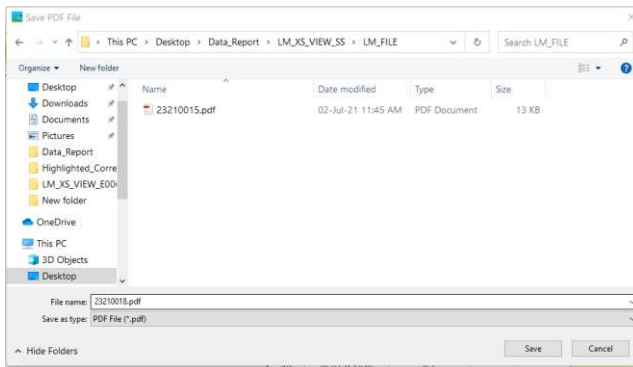 Save PDF File
This PC > Desktop > Data_Report > LM_XS_VIEW_SS > LM_FILE
Search LM_FILE
Organize
New folder
Name
Date modified
Type
Size
Desktop
Downloads
Documents
Pictures
Data_Report
Highlighted_Corre
LM_XS_VIEW_E00
New folder
OneDrive
This PC
3D Objects
Desktop
23210015.pdf
02-Jul-21 11:45 AM
PDF Document
13 KB
File name: 23210018.pdf
Save as type: PDF File (*.pdf)
Hide Folders
Save
Cancel